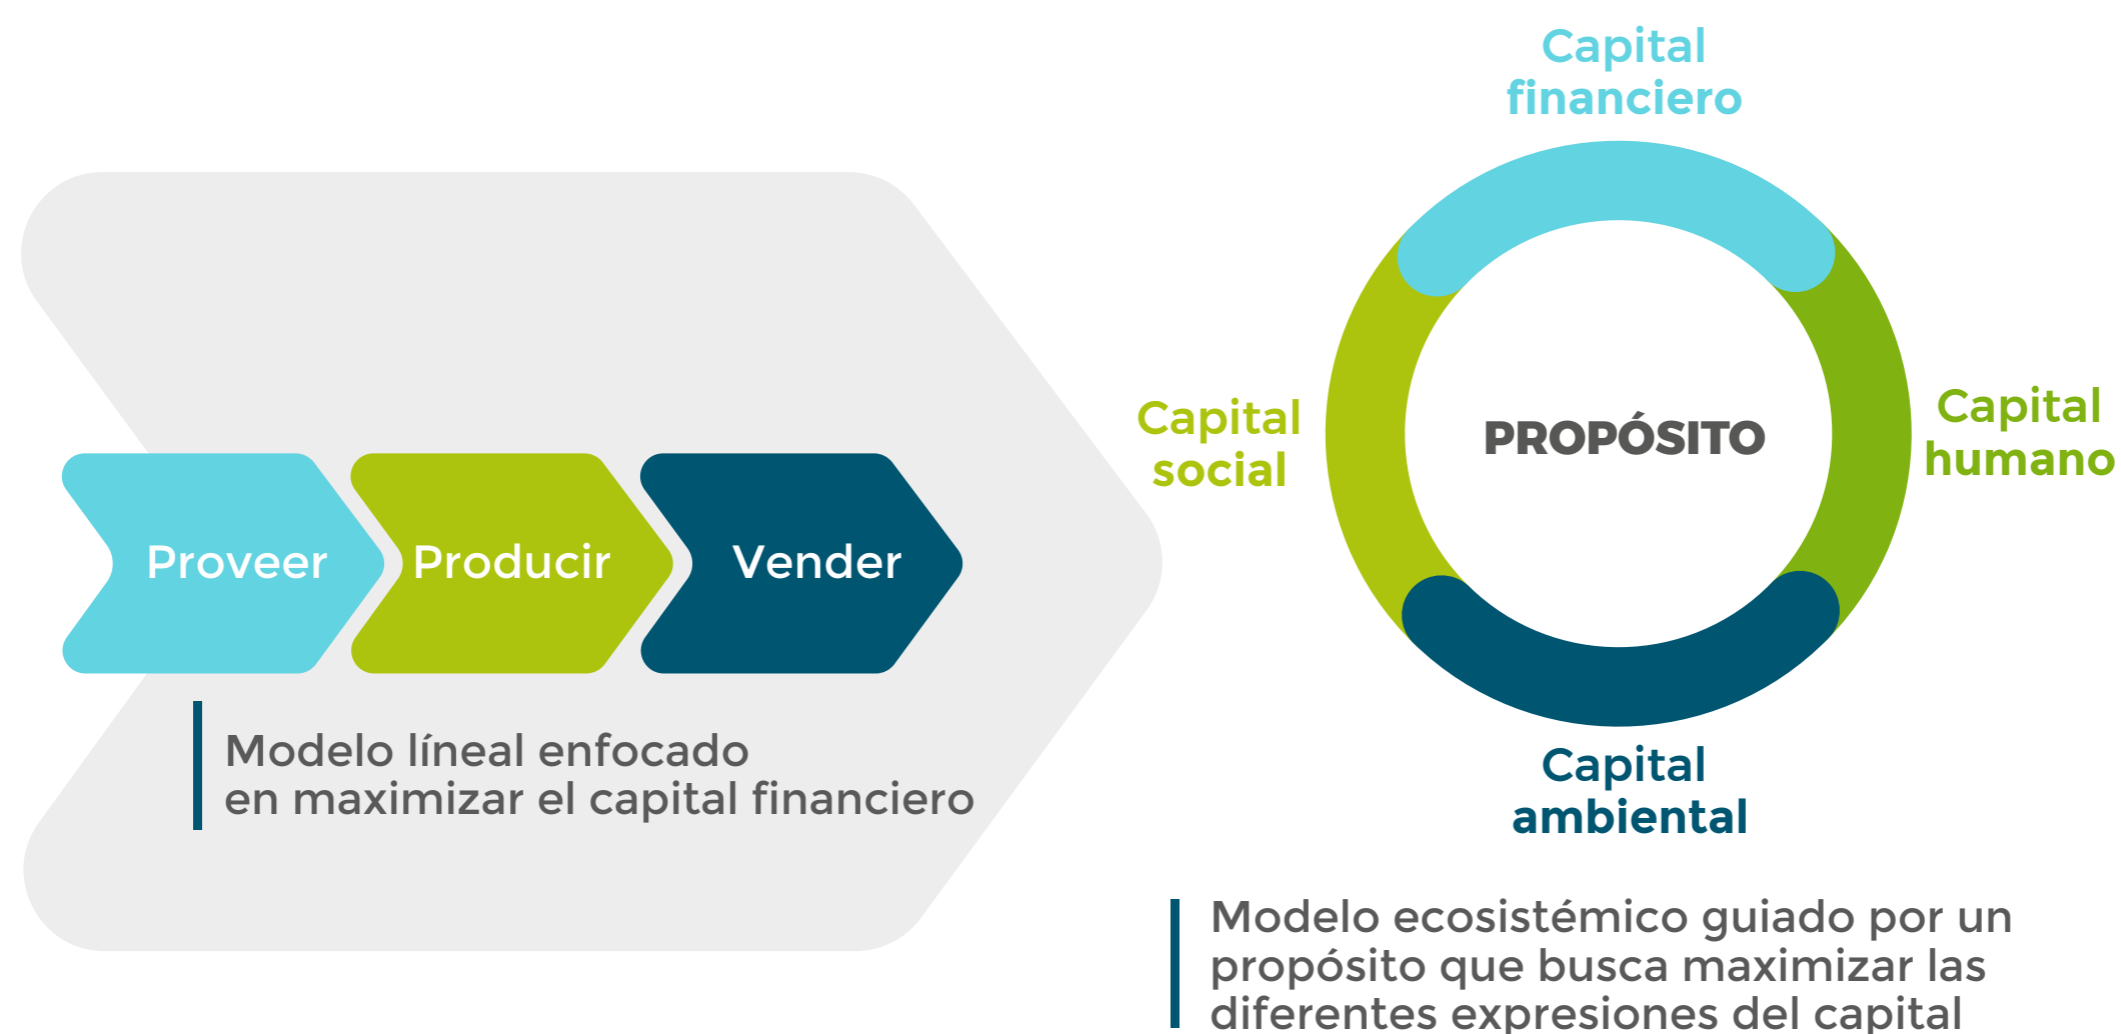 Proveer
Producir
Vender
Modelo líneal enfocado
en maximizar el capital financiero
Capital
financiero
Capital
social
PROPÓSITO
Capital
humano
Capital
ambiental
Modelo ecosistémico guiado por un
propósito que busca maximizar las
diferentes expresiones del capital